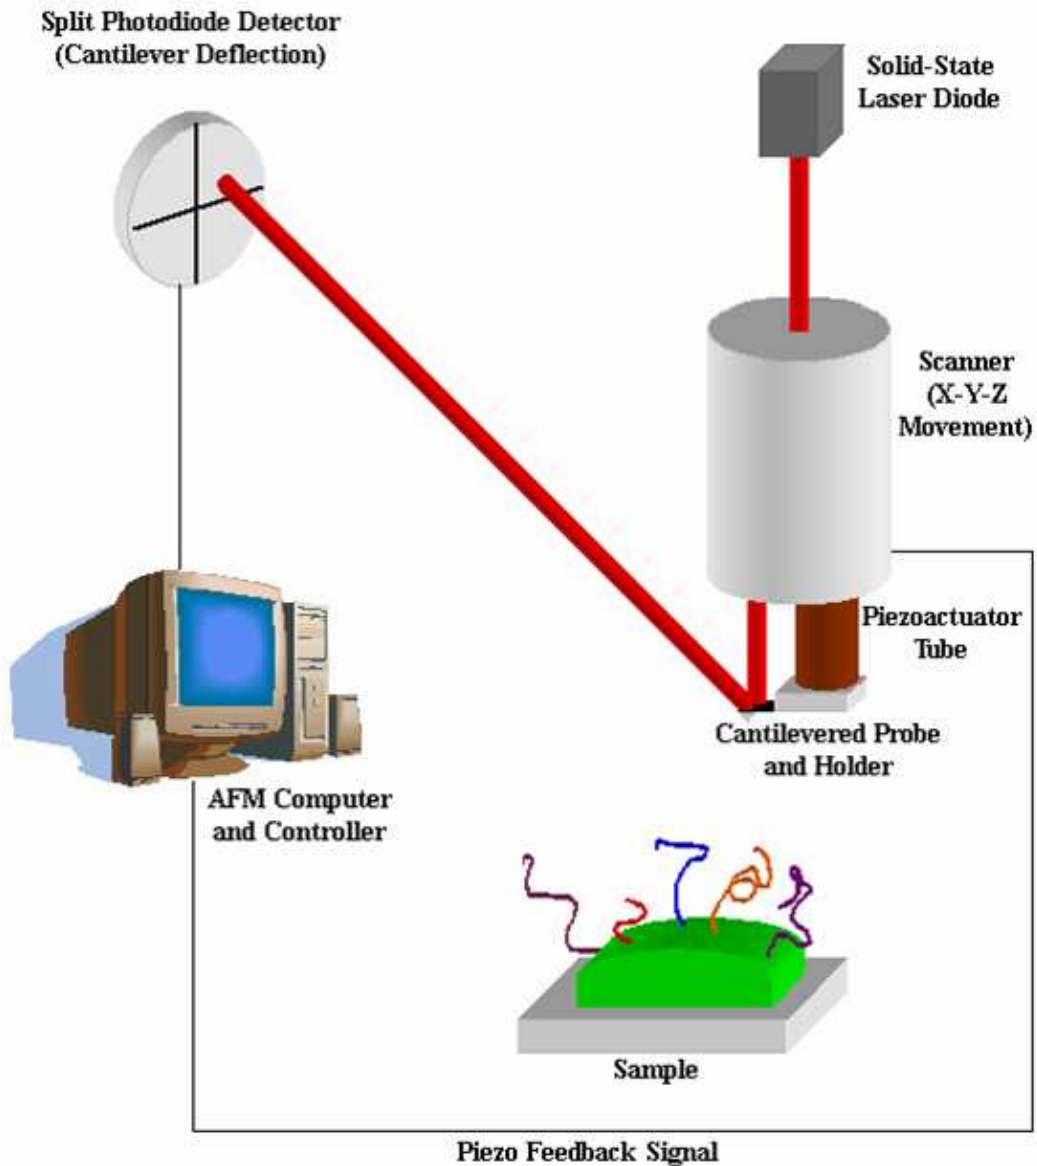 Split Photodiode Detector
(Cantilever Deflection)
Solid-State
Laser Diode
Scanner
(X-Y-Z
Movement)
Piezoactuator
Tube
Cantilevered Probe
and Holder
AFM Computer
and Controller
Sample
Piezo Feedback Signal